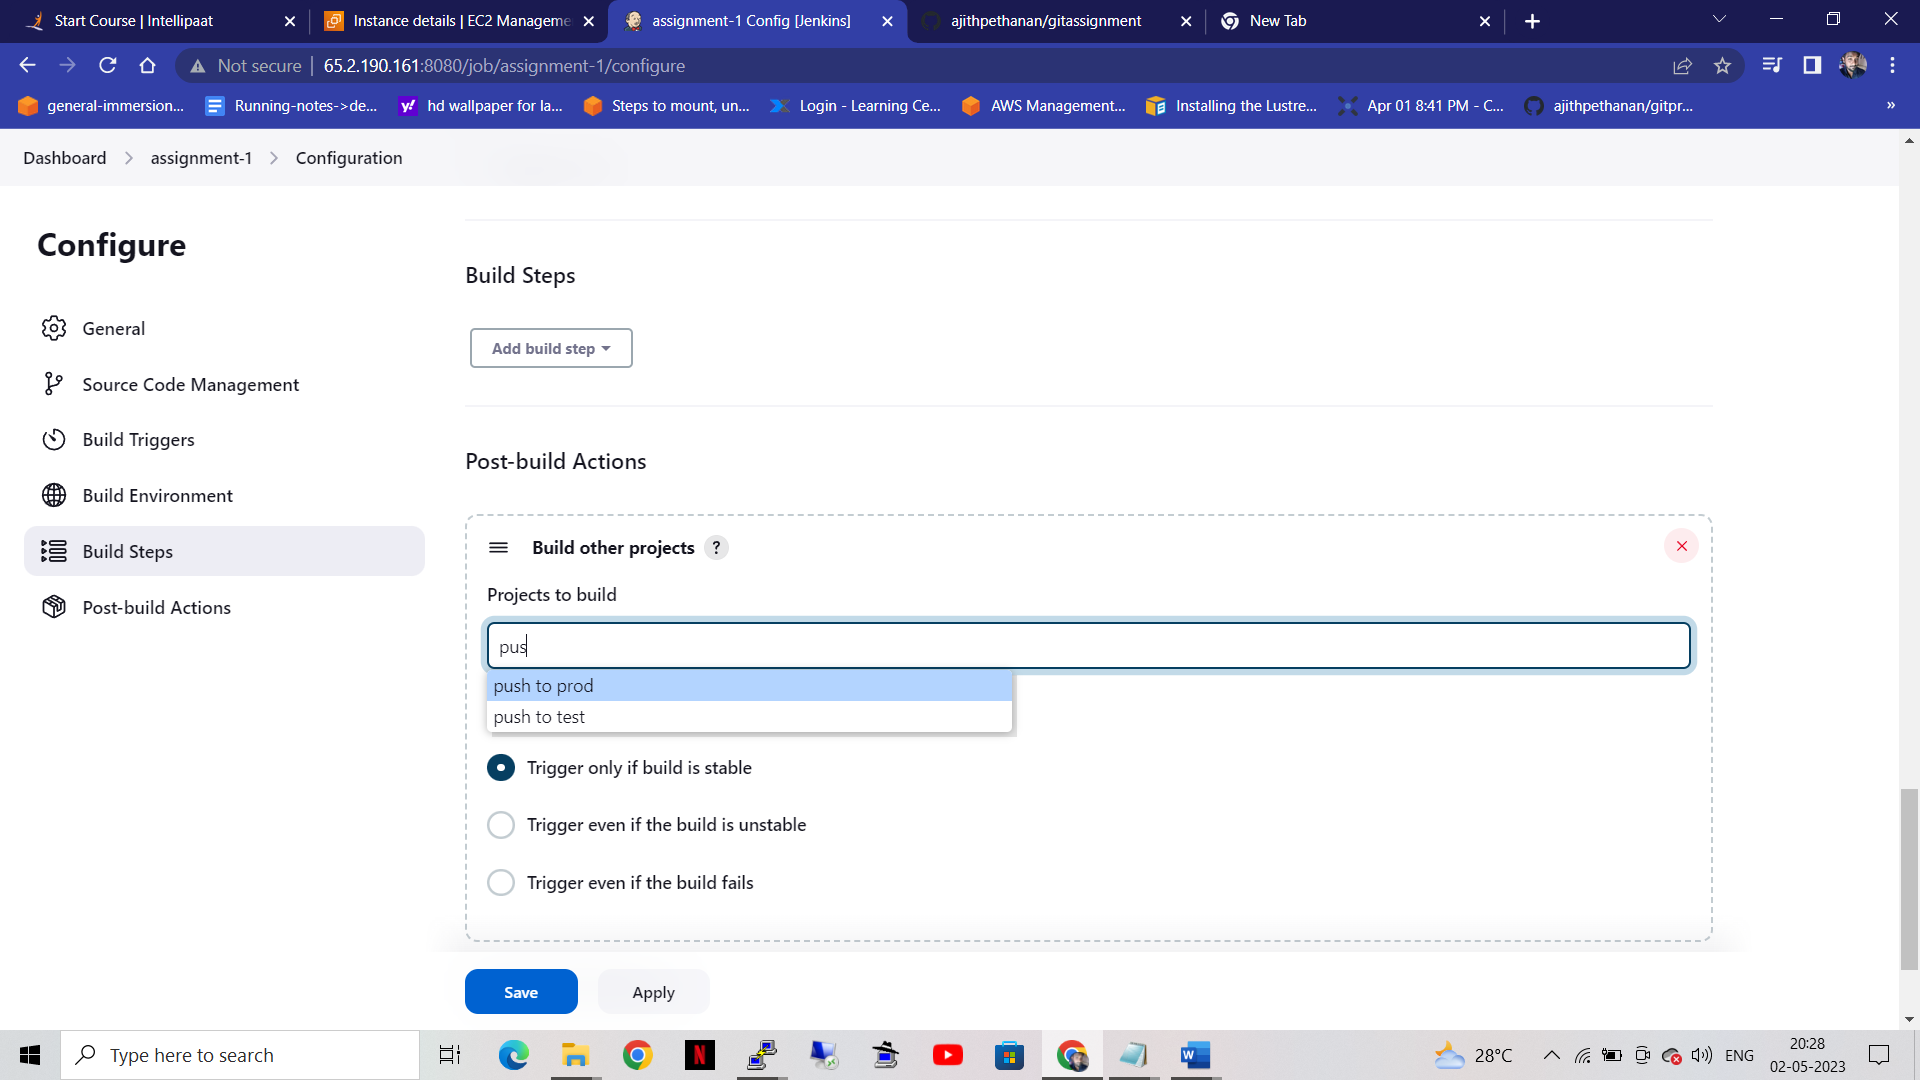 Start Course | Intellipaat
Instance details | EC2 Manageme
assignment-1 Config [Jenkins]
ajithpethanan/gitassignment
New Tab
Not secure
65.2.190.161:8080/job/assignment-1/configure
general-immersion...
Running-notes->de...
hd wallpaper for la...
Steps to mount, un...
Login - Learning Ce...
AWS Management...
Installing the Lustre...
Apr 01 8:41 PM - C...
ajithpethanan/gitpr...
»
Dashboard > assignment-1 > Configuration
Configure
General
Source Code Management
Build Triggers
Build Environment
Build Steps
Post-build Actions
Build Steps
Add build step
Post-build Actions
Build other projects ?
Projects to build
pus
push to prod
push to test
Trigger only if build is stable
Trigger even if the build is unstable
Trigger even if the build fails
Save
Apply
Type here to search
28°C
ENG
20:28
02-05-2023